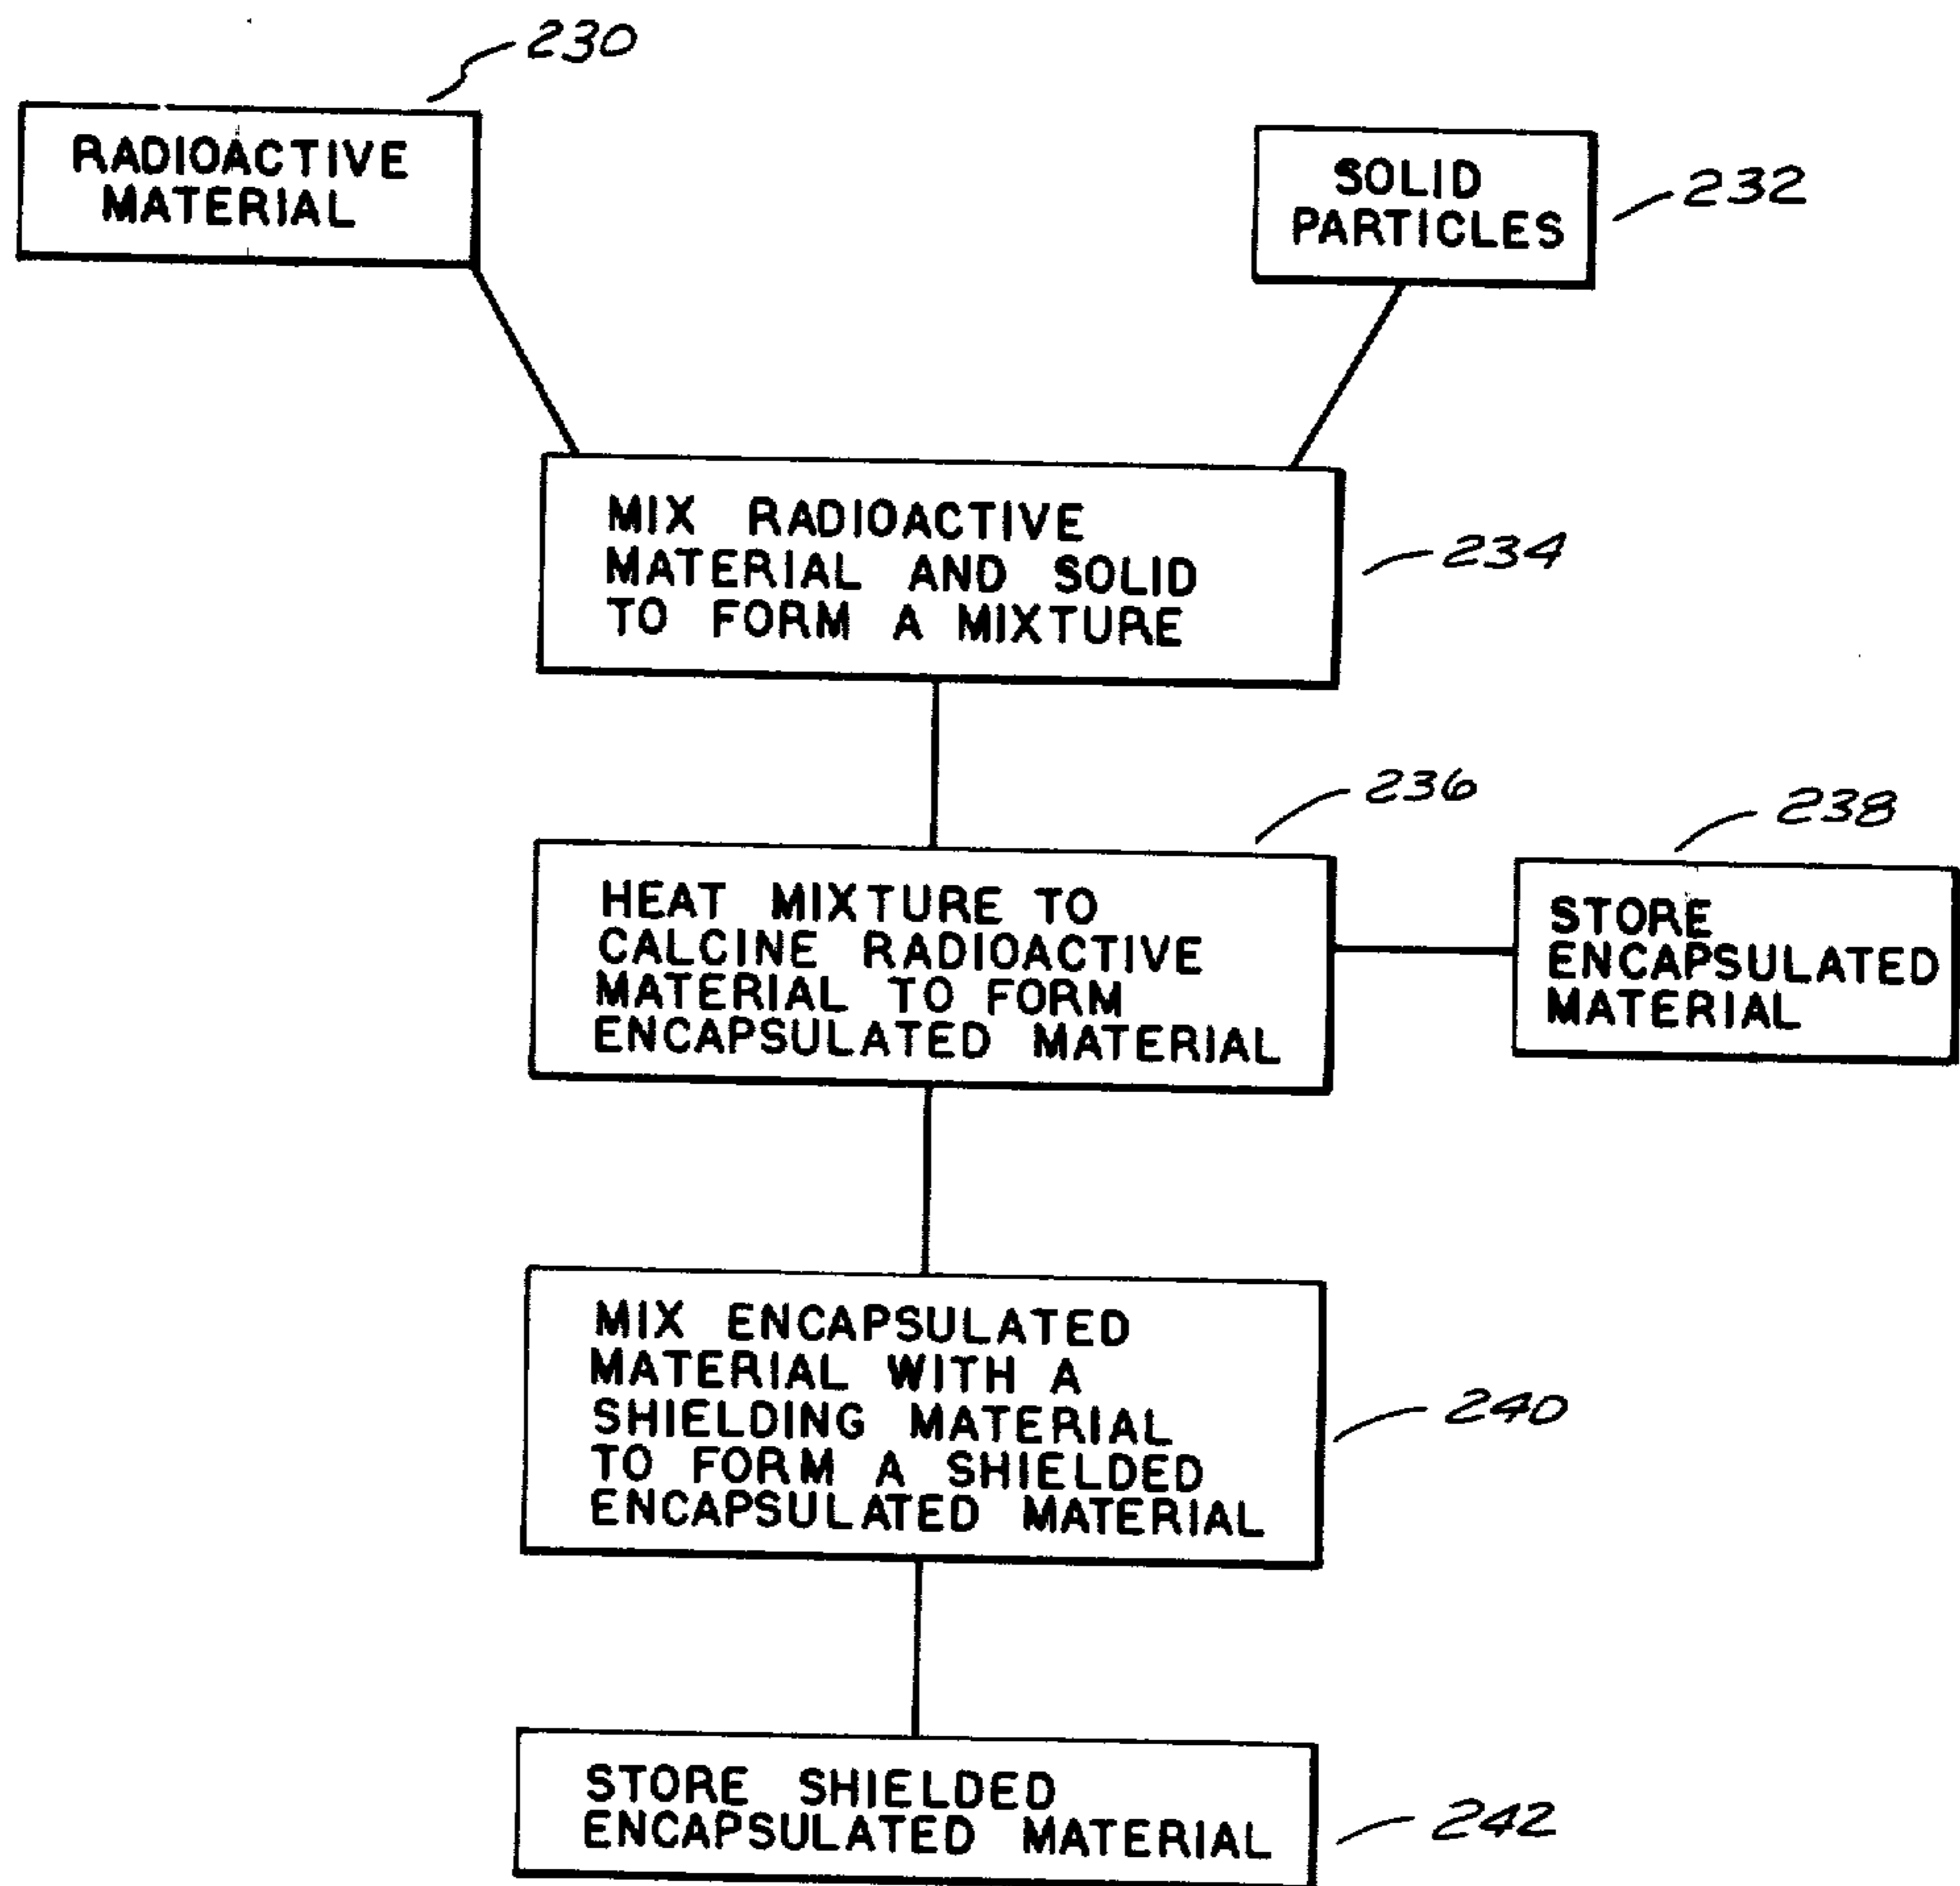 230
RADIOACTIVE
MATERIAL
SOLID
PARTICLES
232
MIX RADIOACTIVE
MATERIAL AND SOLID
TO FORM A MIXTURE
234
236
HEAT MIXTURE TO
CALCINE RADIOACTIVE
MATERIAL TO FORM
ENCAPSULATED MATERIAL
238
STORE
ENCAPSULATED
MATERIAL
MIX ENCAPSULATED
MATERIAL WITH A
SHIELDING MATERIAL
TO FORM A SHIELDED
ENCAPSULATED MATERIAL
240
STORE SHIELDED
ENCAPSULATED MATERIAL
242